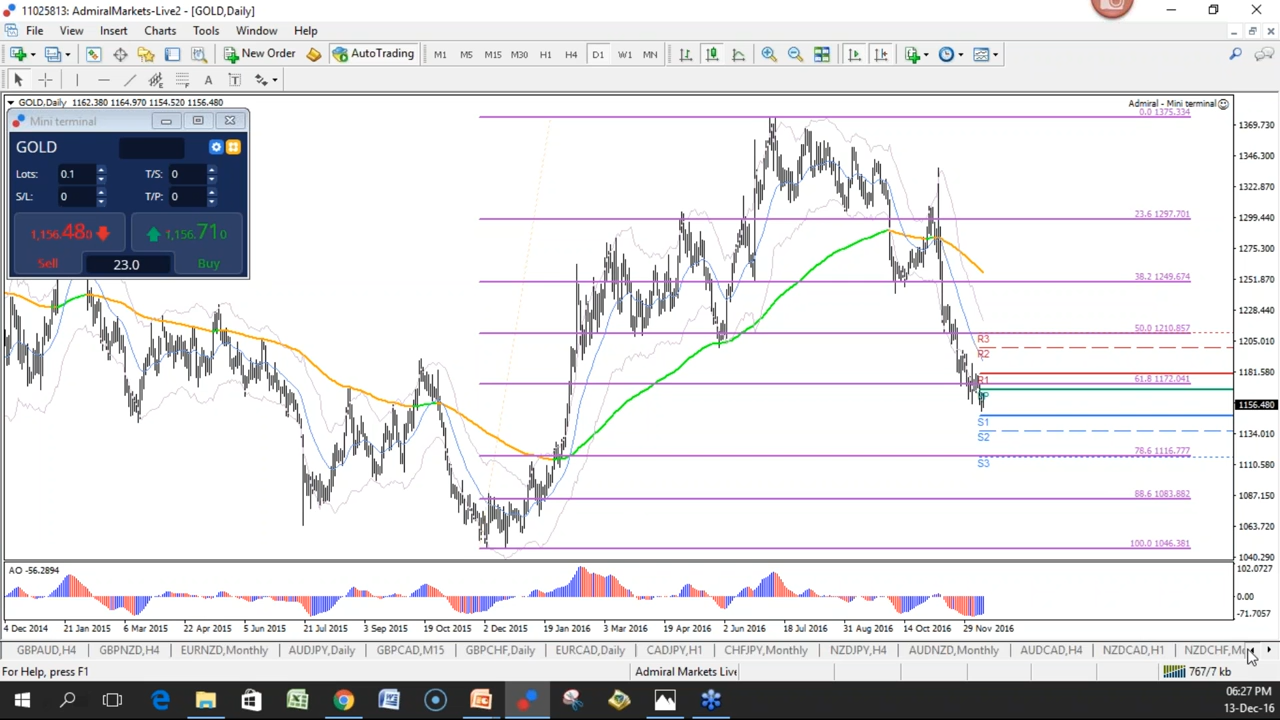 11025813: AdmiralMarkets-Live2 - [GOLD,Daily]
File View Insert Charts Tools Window Help
New Order AutoTrading M1 M5 M15 M30 H1 H4 D1 W1 MN
A T
GOLD,Daily 1162.380 1164.970 1154.520 1156.480
Admiral - Mini terminal
Mini terminal
GOLD
Lots: 0.1 T/S: 0
S/L: 0 T/P: 0
1,156.480 1,156.710
Sell 23.0 Buy
0.0 1375.334
23.6 1297.701
38.2 1249.674
50.0 1210.857
61.8 1172.041
78.6 1116.777
88.6 1083.882
100.0 1046.381
R3
R2
R1
PP
S1
S2
S3
1369.730
1346.300
1322.870
1299.440
1275.300
1251.870
1228.440
1205.010
1181.580
1156.480
1134.010
1110.580
1087.150
1063.720
1040.290
AO -56.2894
102.0727
0.00
-71.7057
4 Dec 2014 21 Jan 2015 6 Mar 2015 22 Apr 2015 5 Jun 2015 21 Jul 2015 3 Sep 2015 19 Oct 2015 2 Dec 2015 19 Jan 2016 3 Mar 2016 19 Apr 2016 2 Jun 2016 18 Jul 2016 31 Aug 2016 14 Oct 2016 29 Nov 2016
GBPAUD,H4 GBPNZD,H4 EURNZD,Monthly AUDJPY,Daily GBPCAD,M15 GBPCHF,Daily EURCAD,Daily CADJPY,H1 CHFJPY,Monthly NZDJPY,H4 AUDNZD,Monthly AUDCAD,H4 NZDCAD,H1 NZDCHF,Mo
For Help, press F1 Admiral Markets Live 767/7 kb
06:27 PM
13-Dec-16